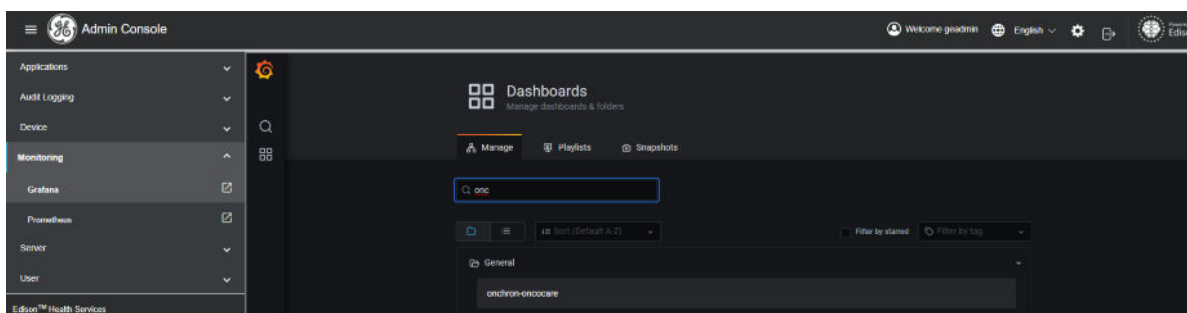 Admin Console
Welcome geadmin English
Edis
Applications
Audit Logging
Device
Monitoring
Grafana
Prometheus
Server
User
Edison™ Health Services
Dashboards
Manage dashboards & folders
Manage Playlists Snapshots
onc
Sort (Default A-Z) Filter by starred Filter by tag
General
onchron-oncocare